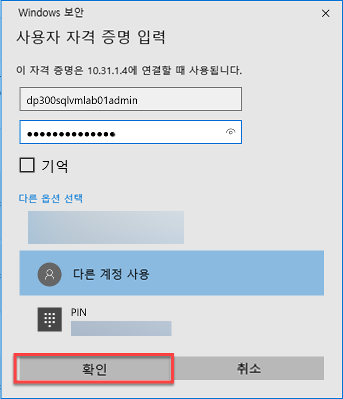 Windows 보안
사용자 자격 증명 입력
이 자격 증명은 10.31.1.4에 연결할 때 사용됩니다.
dp300sqlvmlab01admin
●●●●●●●●●●●●●●
기억
다른 옵션 선택
다른 계정 사용
PIN
확인
취소